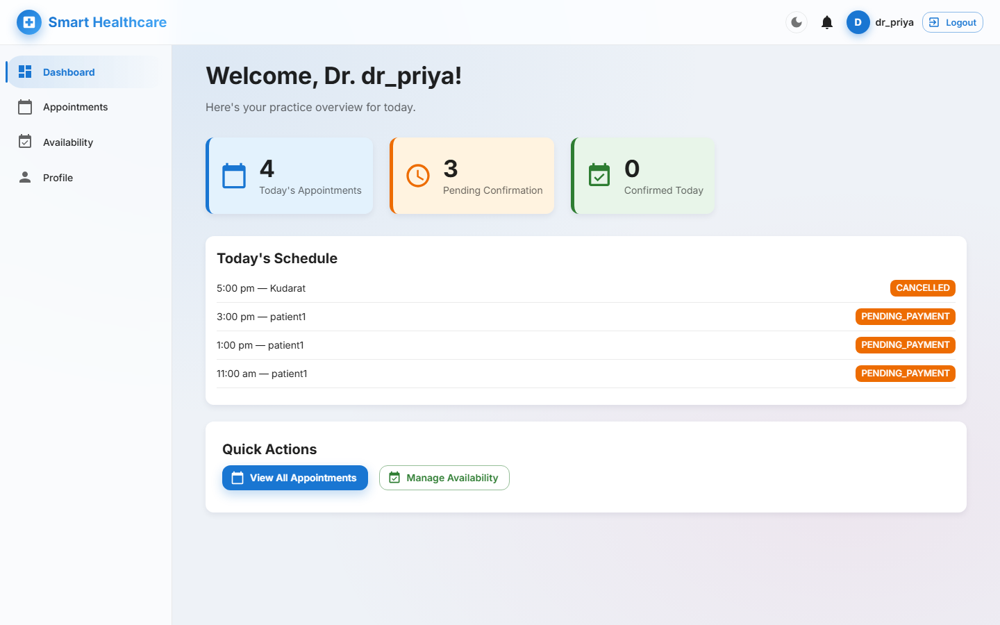 Smart Healthcare
D
dr_priya
Logout
Dashboard
Appointments
Availability
Profile
Welcome, Dr. dr_priya!
Here's your practice overview for today.
4
Today's Appointments
3
Pending Confirmation
0
Confirmed Today
Today's Schedule
5:00 pm — Kudarat
CANCELLED
3:00 pm — patient1
PENDING_PAYMENT
1:00 pm — patient1
PENDING_PAYMENT
11:00 am — patient1
PENDING_PAYMENT
Quick Actions
View All Appointments
Manage Availability